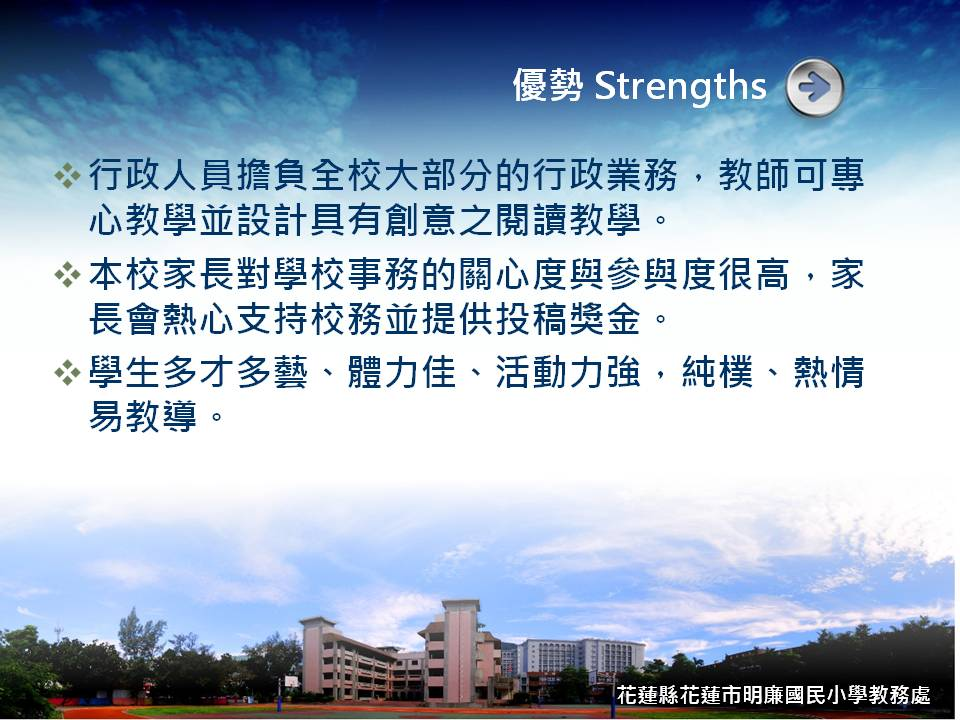 優勢 Strengths
行政人員擔負全校大部分的行政業務，教師可專
心教學並設計具有創意之閱讀教學。
本校家長對學校事務的關心度與參與度很高，家
長會熱心支持校務並提供投稿獎金。
學生多才多藝、體力佳、活動力強，純樸、熱情
易教導。
花蓮縣花蓮市明廉國民小學教務處